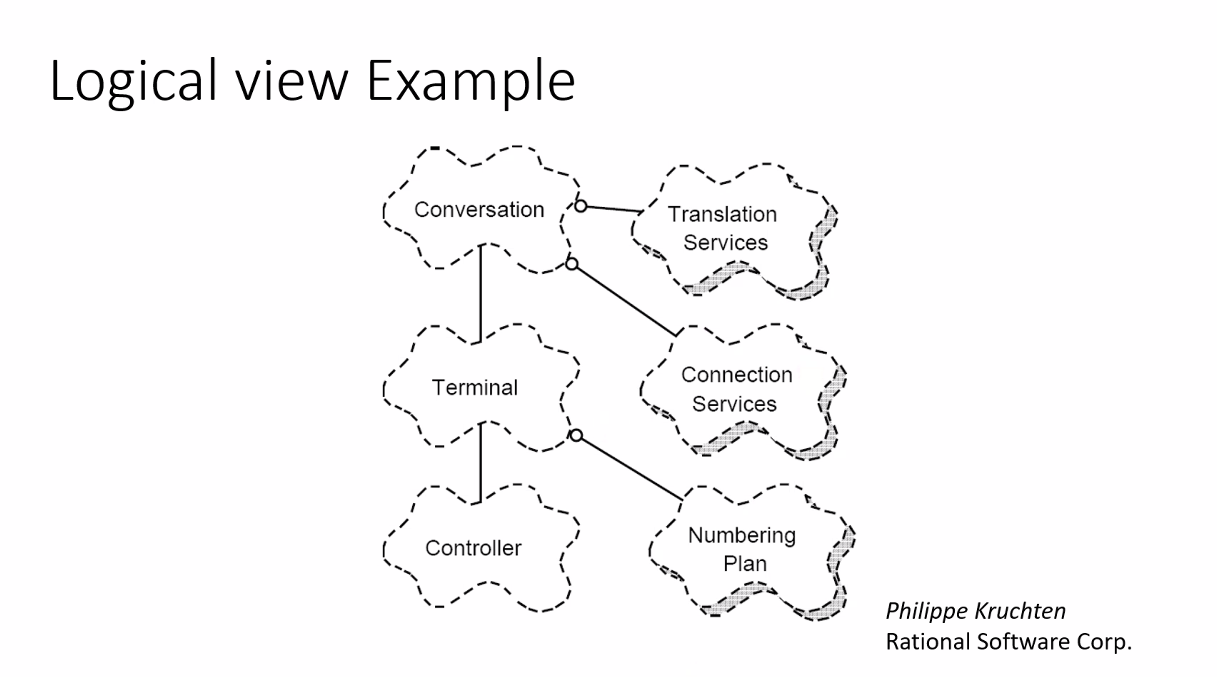 Logical view Example
Conversation
Translation
Services
Terminal
Connection
Services
Controller
Numbering
Plan
Philippe Kruchten
Rational Software Corp.